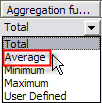 Aggregation fu...
Total
Total
Average
Minimum
Maximum
User Defined